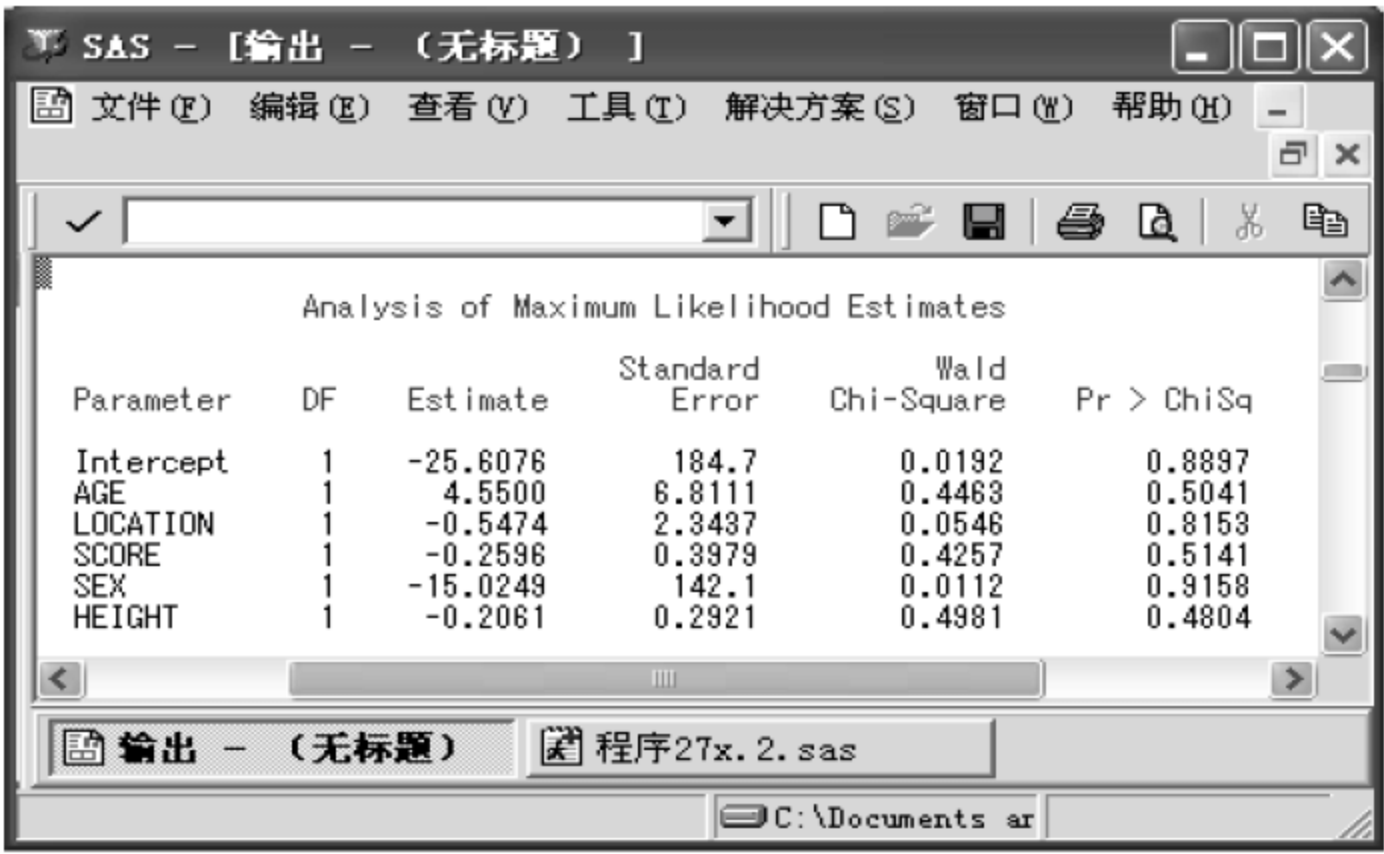 SAS - [输出 - （无标题） ]
文件(F) 编辑(E) 查看(V) 工具(T) 解决方案(S) 窗口(W) 帮助(H)
Analysis of Maximum Likelihood Estimates
Standard Wald
Parameter DF Estimate Error Chi-Square Pr > ChiSq
Intercept 1 -25.6076 184.7 0.0192 0.8897
AGE 1 4.5500 6.8111 0.4463 0.5041
LOCATION 1 -0.5474 2.3437 0.0546 0.8153
SCORE 1 -0.2596 0.3979 0.4257 0.5141
SEX 1 -15.0249 142.1 0.0112 0.9158
HEIGHT 1 -0.2061 0.2921 0.4981 0.4804
输出 - （无标题） 程序27x.2.sas
C:\Documents ar